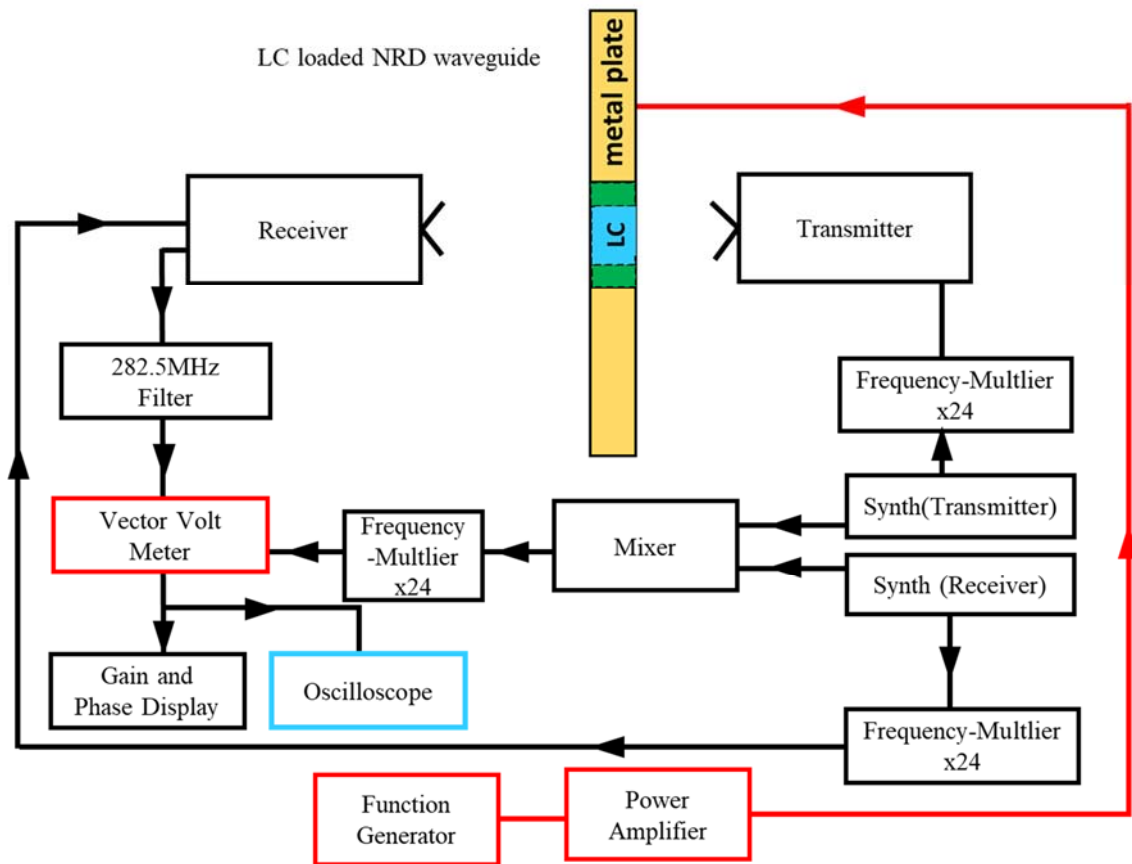 LC loaded NRD waveguide
metal plate
LC
Receiver
Transmitter
282.5MHz
Filter
Frequency-Multlier
x24
Vector Volt
Meter
Frequency
-Multlier
x24
Mixer
Synth(Transmitter)
Synth (Receiver)
Gain and
Phase Display
Oscilloscope
Frequency-Multlier
x24
Function
Generator
Power
Amplifier